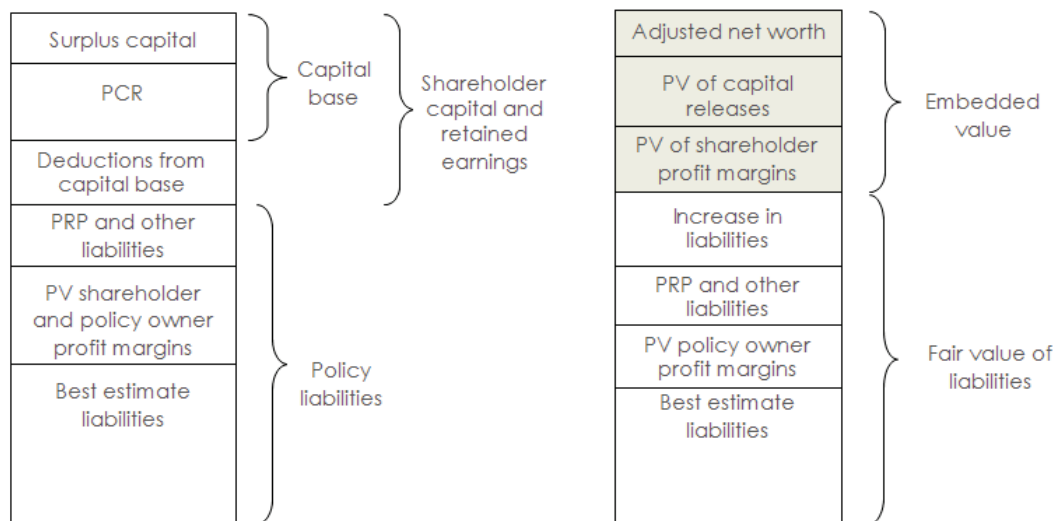 Surplus capital
PCR
Deductions from
capital base
PRP and other
liabilities
PV shareholder
and policy owner
profit margins
Best estimate
liabilities
Capital
base
Shareholder
capital and
retained
earnings
Policy
liabilities
Adjusted net worth
PV of capital
releases
PV of shareholder
profit margins
Increase in
liabilities
PRP and other
liabilities
PV policy owner
profit margins
Best estimate
liabilities
Embedded
value
Fair value of
liabilities